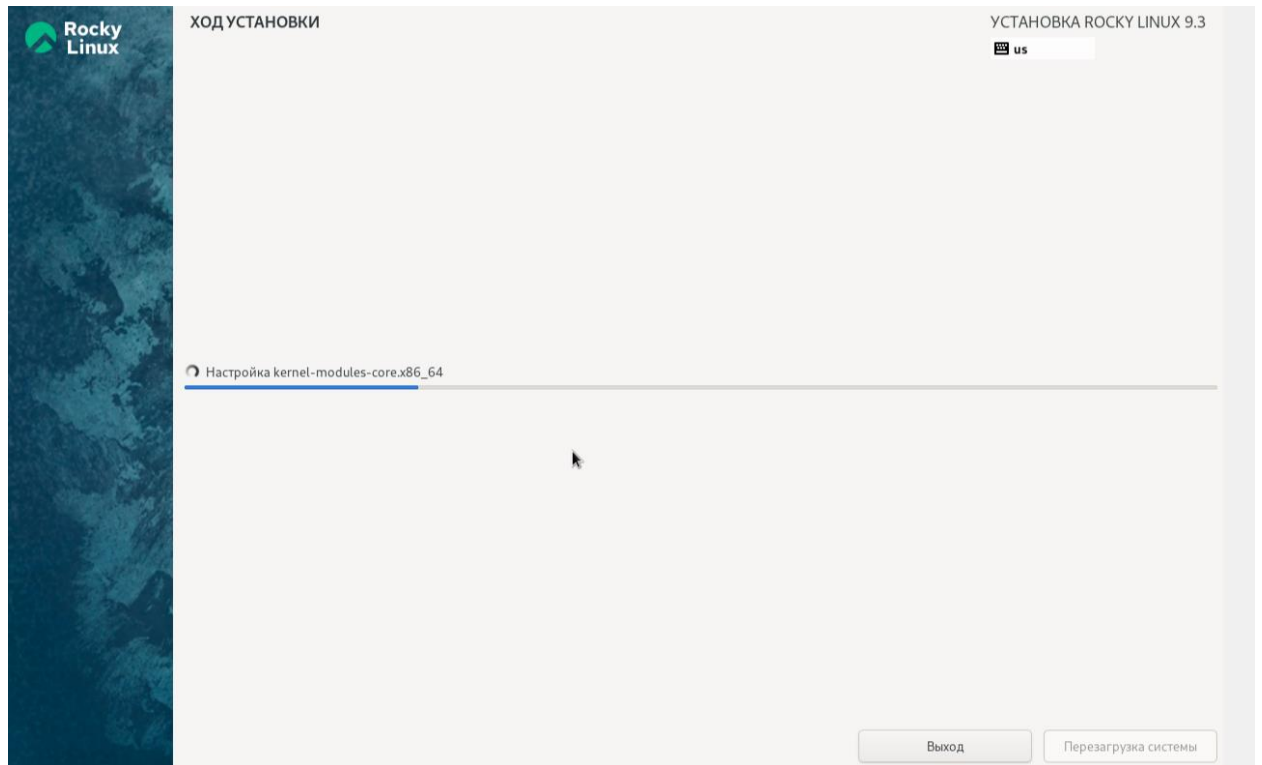 Rocky
Linux
ХОД УСТАНОВКИ
УСТАНОВКА ROCKY LINUX 9.3
us
Настройка kernel-modules-core.x86_64
Выход
Перезагрузка системы